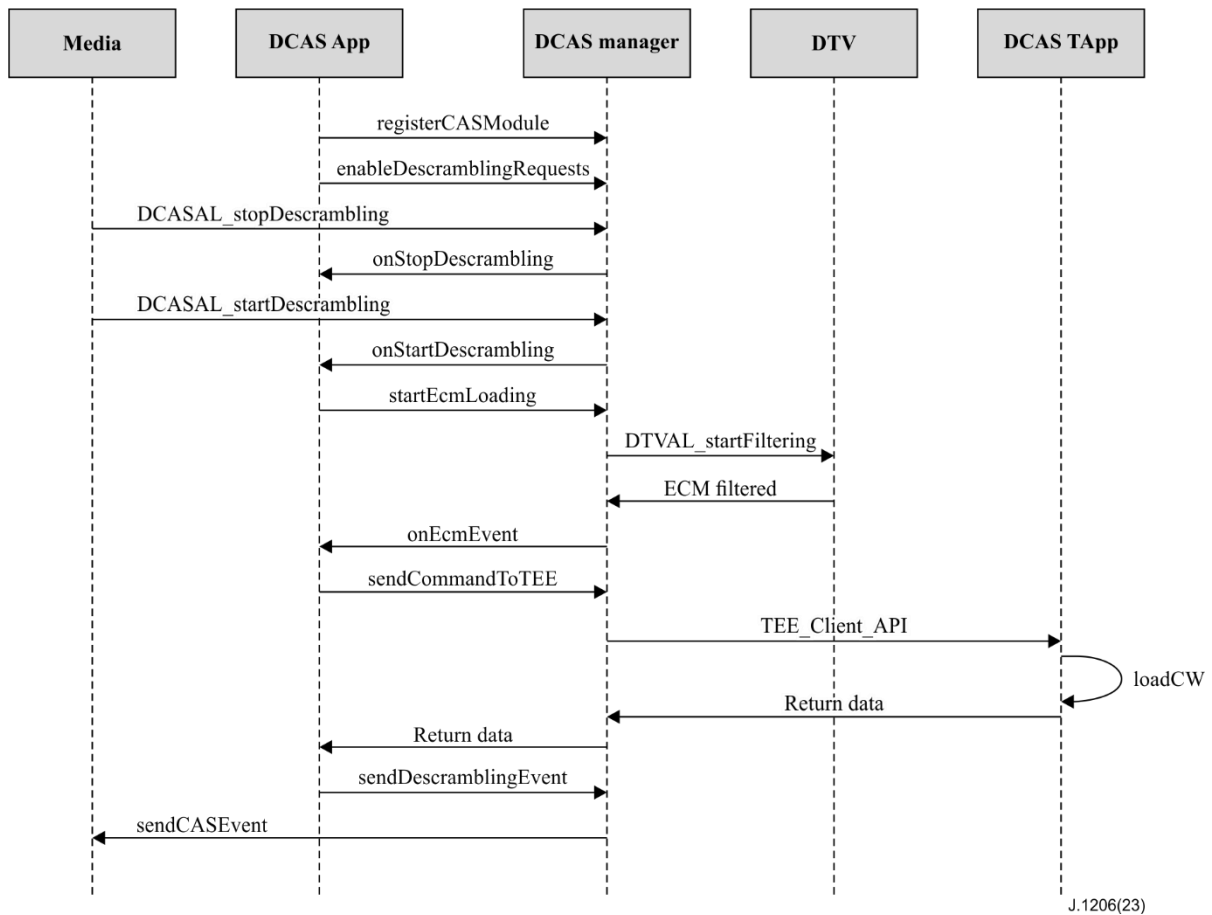 Media
DCAS App
DCAS manager
DTV
DCAS TApp
registerCASModule
enableDescramblingRequests
DCASAL_stopDescrambling
onStopDescrambling
DCASAL_startDescrambling
onStartDescrambling
startEcmLoading
DTVAL_startFiltering
ECM filtered
onEcmEvent
sendCommandToTEE
TEE_Client_API
loadCW
Return data
Return data
sendDescramblingEvent
sendCASEvent
J.1206(23)